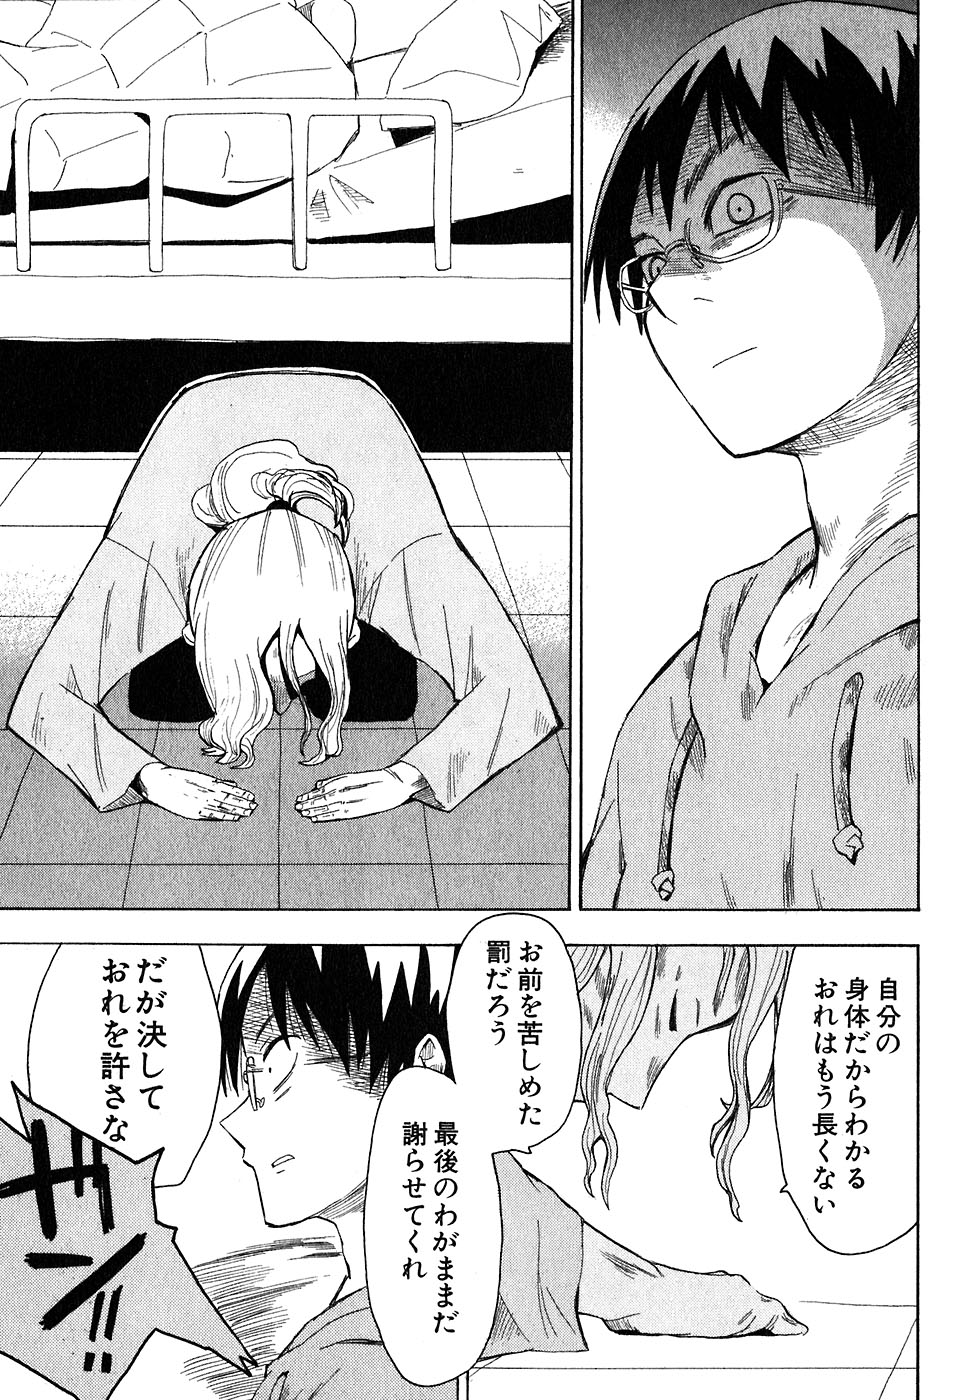 自分の
身体だからわかる
おれはもう長くない
お前を苦しめた
罰だろう
最後のわがままだ
謝らせてくれ
だが決して
おれを許さな
ガン!!